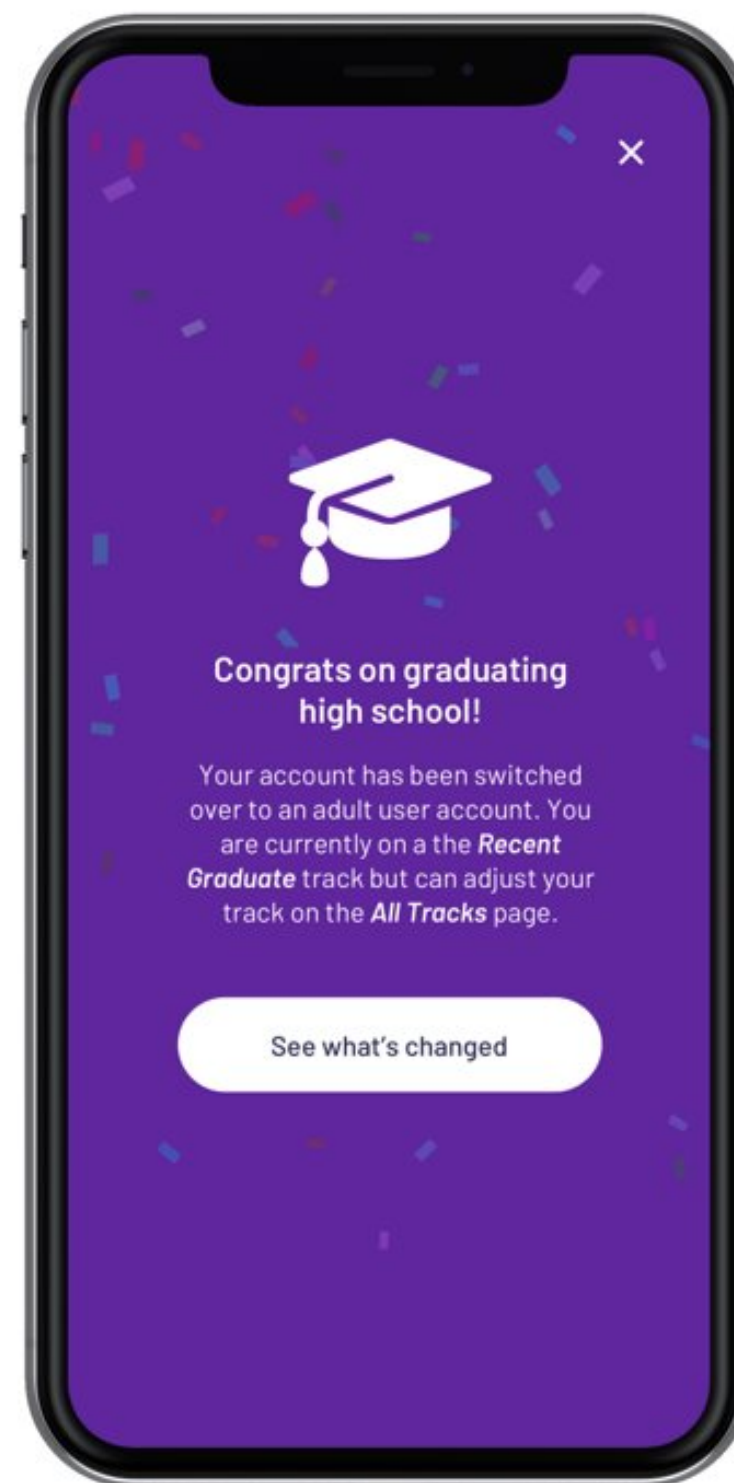 Congrats on graduating
high school!
Your account has been switched
over to an adult user account. You
are currently on a the Recent
Graduate track but can adjust your
track on the All Tracks page.
See what's changed